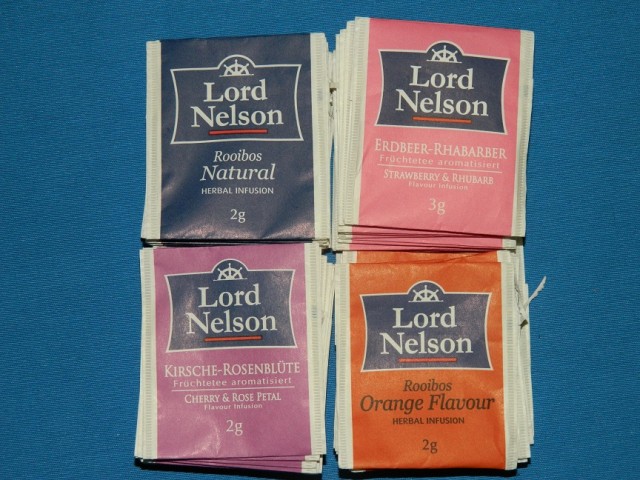 Lord
Nelson
Rooibos
Natural
HERBAL INFUSION
2g
Lord
Nelson
ERDBEER-RHABARBER
Früchtetee aromatisiert
STRAWBERRY & RHUBARB
Flavour Infusion
3g
Lord
Nelson
KIRSCHE-ROSENBLÜTE
Früchtetee aromatisiert
CHERRY & ROSE PETAL
Flavour Infusion
2g
Lord
Nelson
Rooibos
Orange Flavour
HERBAL INFUSION
2g